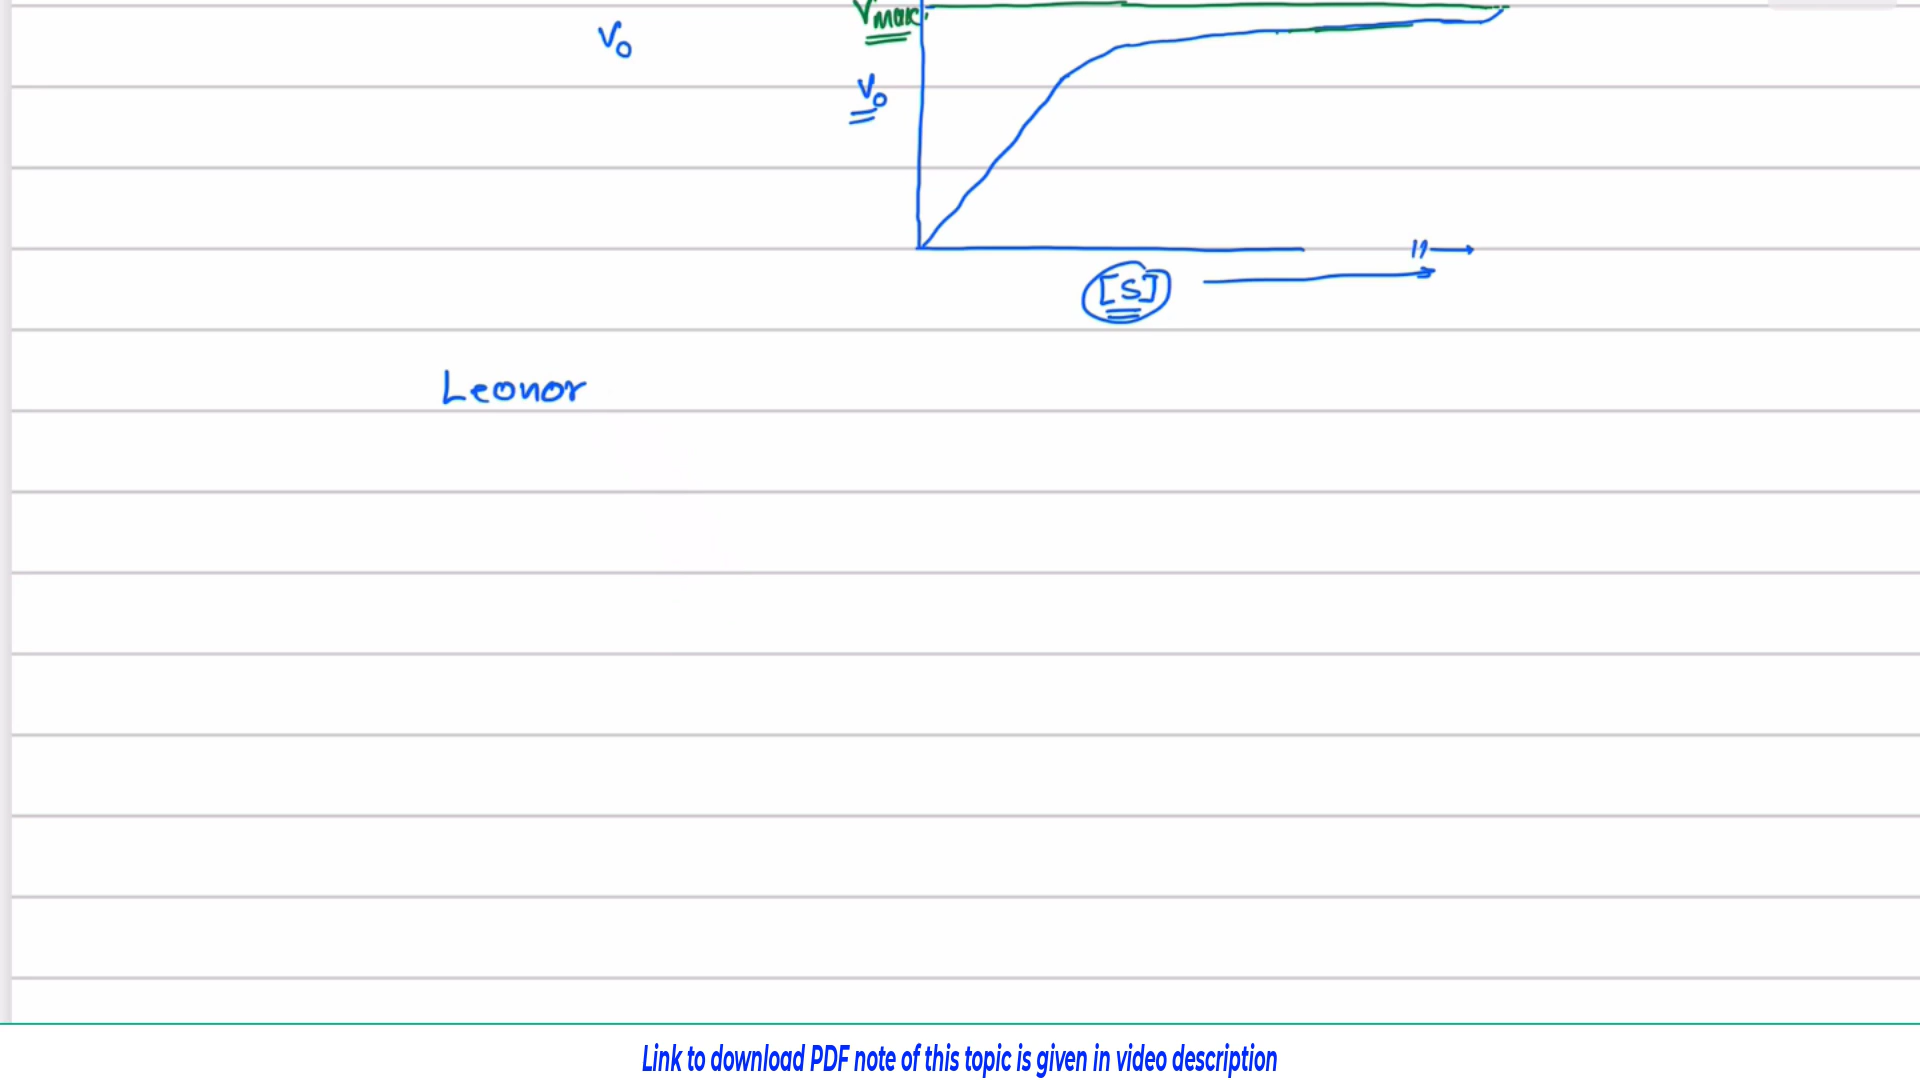 Vmax.
V₀
V₀
[S]
Leonor
Link to download PDF note of this topic is given in video description